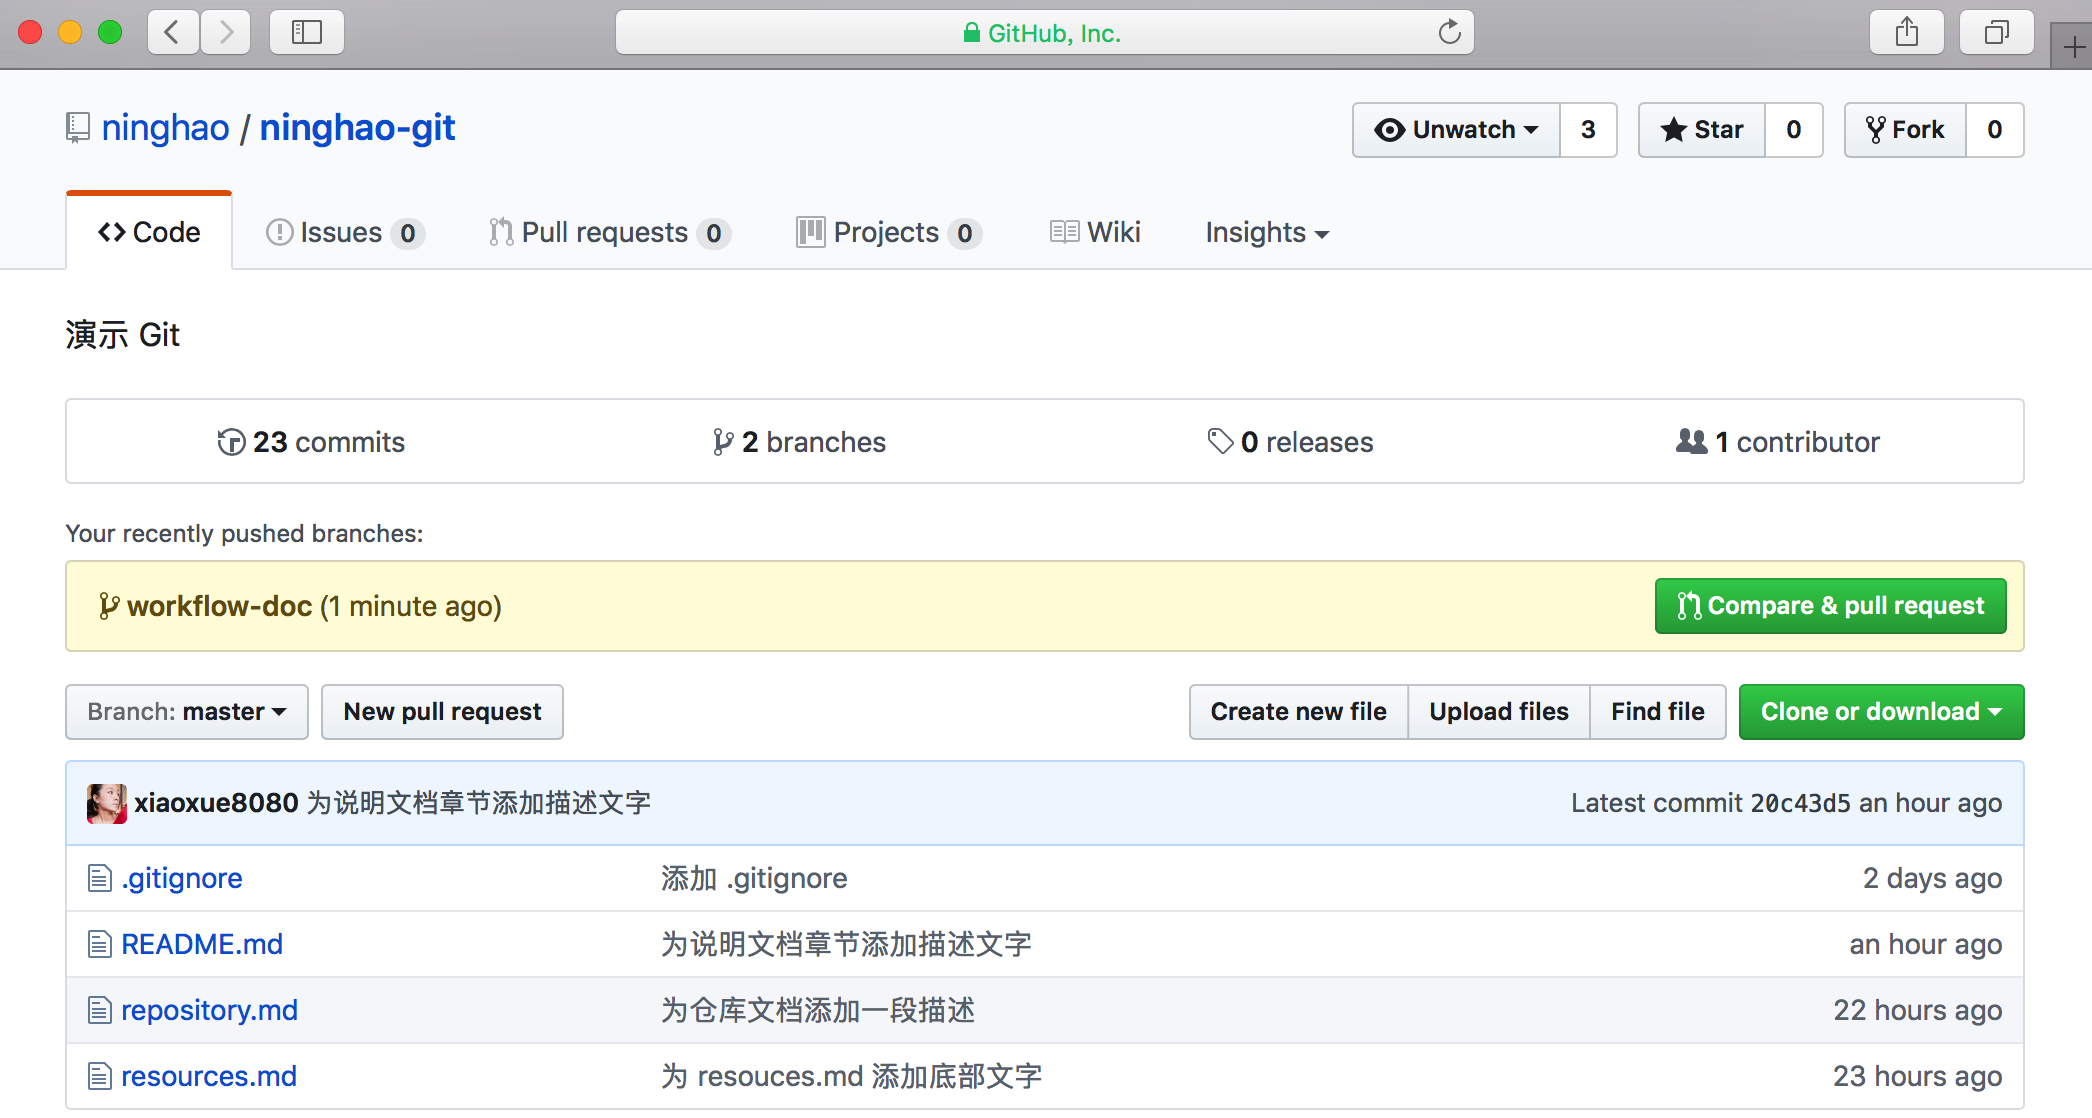 GitHub, Inc.
ninghao / ninghao-git
Unwatch 3 Star 0 Fork 0
Code Issues 0 Pull requests 0 Projects 0 Wiki Insights
演示 Git
23 commits 2 branches 0 releases 1 contributor
Your recently pushed branches:
workflow-doc (1 minute ago) Compare & pull request
Branch: master New pull request Create new file Upload files Find file Clone or download
xiaoxue8080 为说明文档章节添加描述文字 Latest commit 20c43d5 an hour ago
.gitignore 添加 .gitignore 2 days ago
README.md 为说明文档章节添加描述文字 an hour ago
repository.md 为仓库文档添加一段描述 22 hours ago
resources.md 为 resouces.md 添加底部文字 23 hours ago